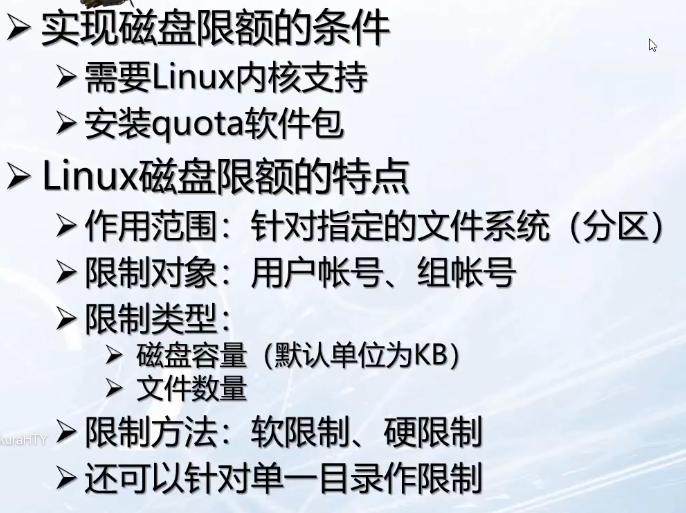 实现磁盘限额的条件
需要Linux内核支持
安装quota软件包
Linux磁盘限额的特点
作用范围：针对指定的文件系统（分区）
限制对象：用户帐号、组帐号
限制类型：
磁盘容量（默认单位为KB）
文件数量
限制方法：软限制、硬限制
还可以针对单一目录作限制